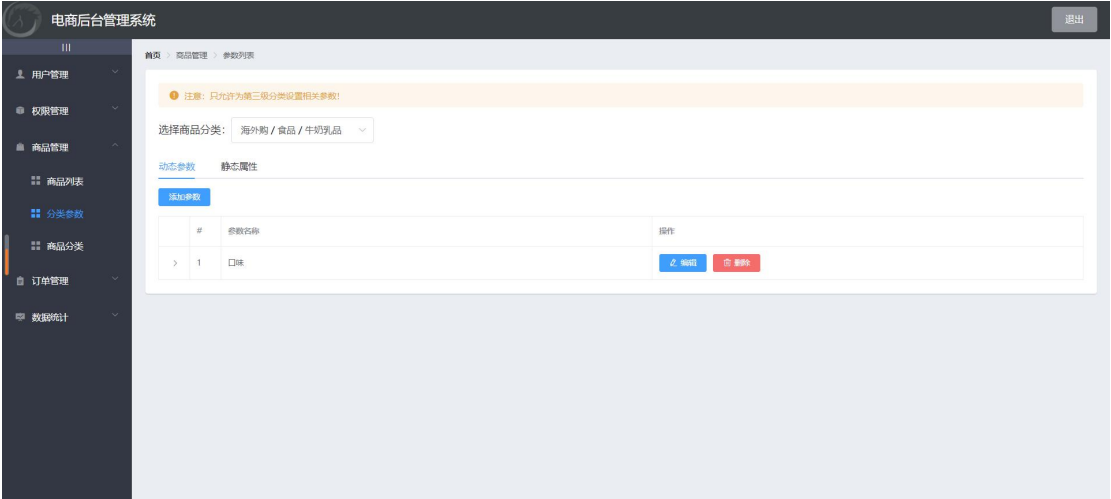 电商后台管理系统
退出
|||
首页 > 商品管理 > 参数列表
用户管理
权限管理
商品管理
商品列表
分类参数
商品分类
订单管理
数据统计
注意：只允许为第三级分类设置相关参数！
选择商品分类： 海外购 / 食品 / 牛奶乳品
动态参数 静态属性
添加参数
# 参数名称 操作
1 口味 编辑 删除